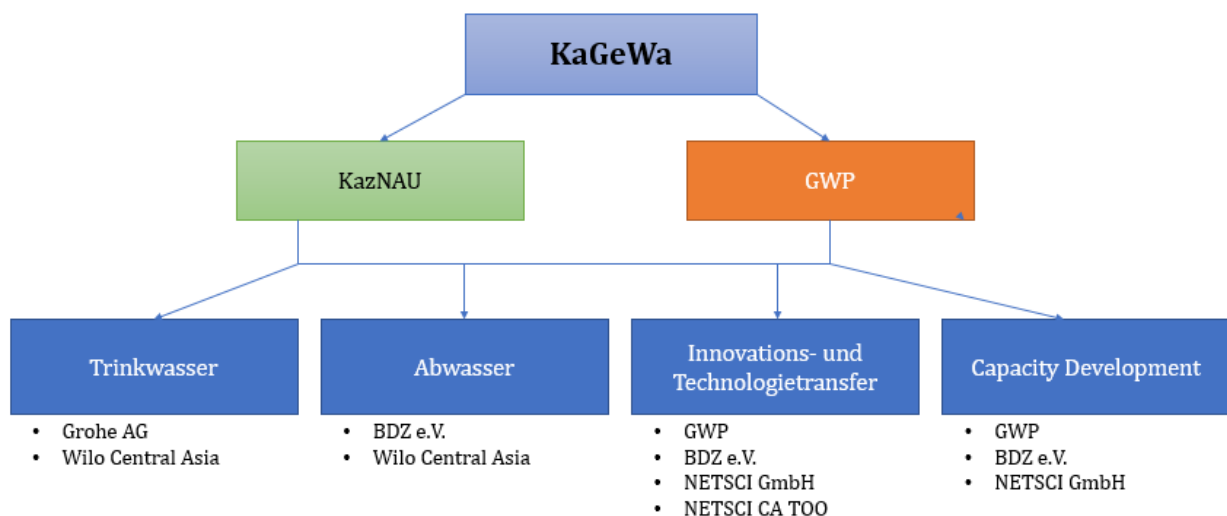 KaGeWa
KazNAU
GWP
Trinkwasser
Abwasser
Innovations- und
Technologietransfer
Capacity Development
• Grohe AG
• Wilo Central Asia
• BDZ e.V.
• Wilo Central Asia
• GWP
• BDZ e.V.
• NETSCI GmbH
• NETSCI CA TOO
• GWP
• BDZ e.V.
• NETSCI GmbH